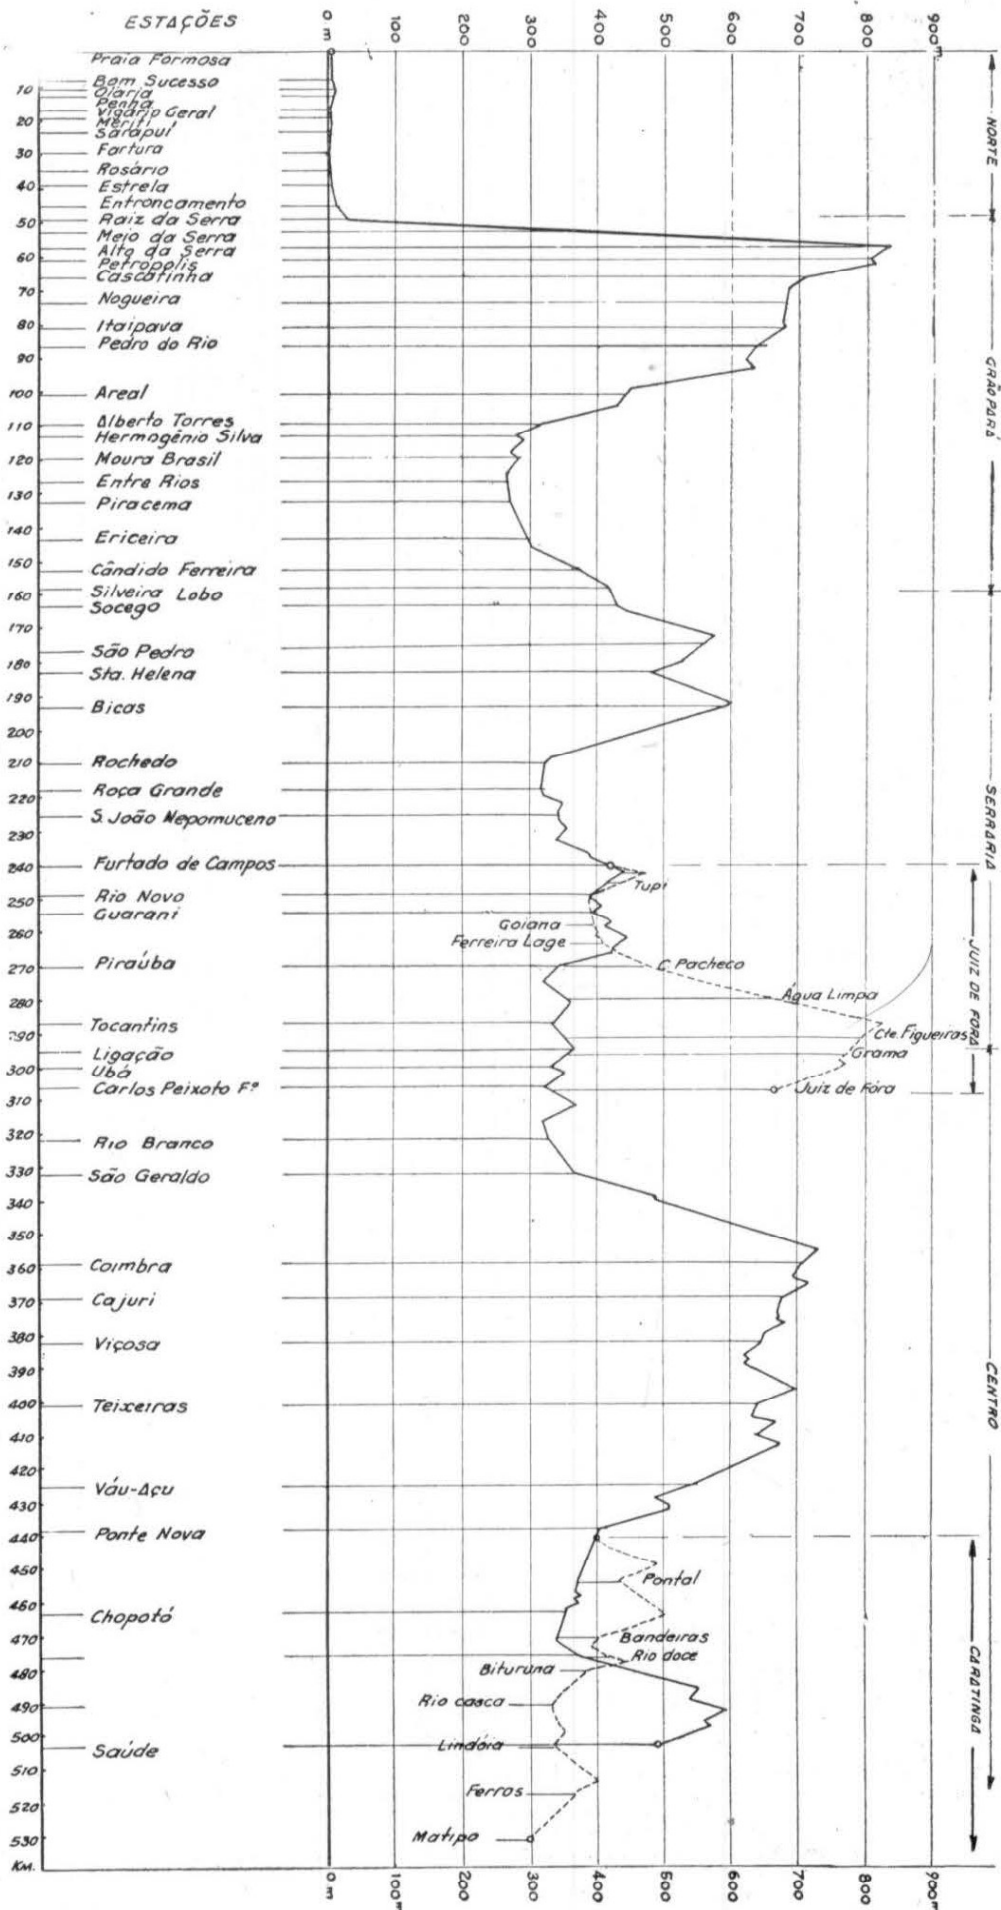 ESTAÇÕES
0 m
100
200
300
400
500
600
700
800
900 m.
Praia Formosa
Bom Sucesso
Olaria
Penha
Vigário Geral
Meriti
Sarapuí
Fartura
Rosário
Estrela
Entroncamento
Raiz da Serra
Meio da Serra
Alto da Serra
Petrópolis
Cascatinha
Nogueira
Itaipava
Pedro do Rio
Areal
Alberto Torres
Hermogênio Silva
Moura Brasil
Entre Rios
Piracema
Ericeira
Cândido Ferreira
Silveira Lobo
Socego
São Pedro
Sta. Helena
Bicas
Rochedo
Roça Grande
S. João Nepomuceno
Furtado de Campos
Rio Novo
Guarani
Piraúba
Tocantins
Ligação
Ubá
Carlos Peixoto Fº
Rio Branco
São Geraldo
Coimbra
Cajuri
Viçosa
Teixeiras
Váu-Açu
Ponte Nova
Chopotó
Saúde
10
20
30
40
50
60
70
80
90
100
110
120
130
140
150
160
170
180
190
200
210
220
230
240
250
260
270
280
290
300
310
320
330
340
350
360
370
380
390
400
410
420
430
440
450
460
470
480
490
500
510
520
530
KM.
Tupi
Goiana
Ferreira Lage
C. Pacheco
Água Limpa
Cte. Figueiras
Grama
Juiz de Fóra
Pontal
Bandeiras
Rio doce
Bituruna
Rio casca
Lindóia
Ferros
Matipo
NORTE
GRÃO PARÁ
SERRARIA
JUIZ DE FÓRA
CENTRO
CARATINGA
0 m
100 m
200
300
400
500
600
700
800
900 m